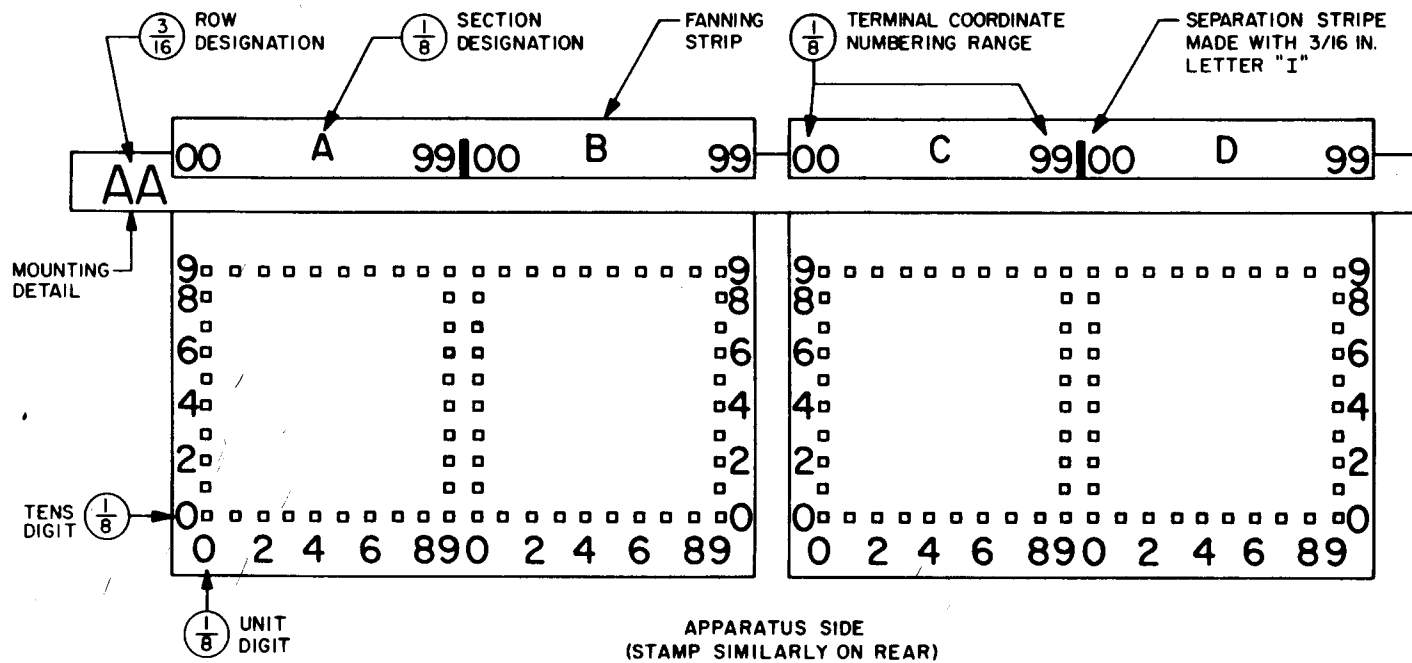 3/16 ROW DESIGNATION
1/8 SECTION DESIGNATION
FANNING STRIP
1/8 TERMINAL COORDINATE NUMBERING RANGE
SEPARATION STRIPE MADE WITH 3/16 IN. LETTER "I"
00 A 99 00 B 99 00 C 99 00 D 99
AA
MOUNTING DETAIL
9 9 9 9
8 8 8 8
6 6 6 6
4 4 4 4
2 2 2 2
TENS DIGIT 1/8 0 0 0 0
0 2 4 6 8 9 0 2 4 6 8 9 0 2 4 6 8 9 0 2 4 6 8 9
1/8 UNIT DIGIT
APPARATUS SIDE
(STAMP SIMILARLY ON REAR)